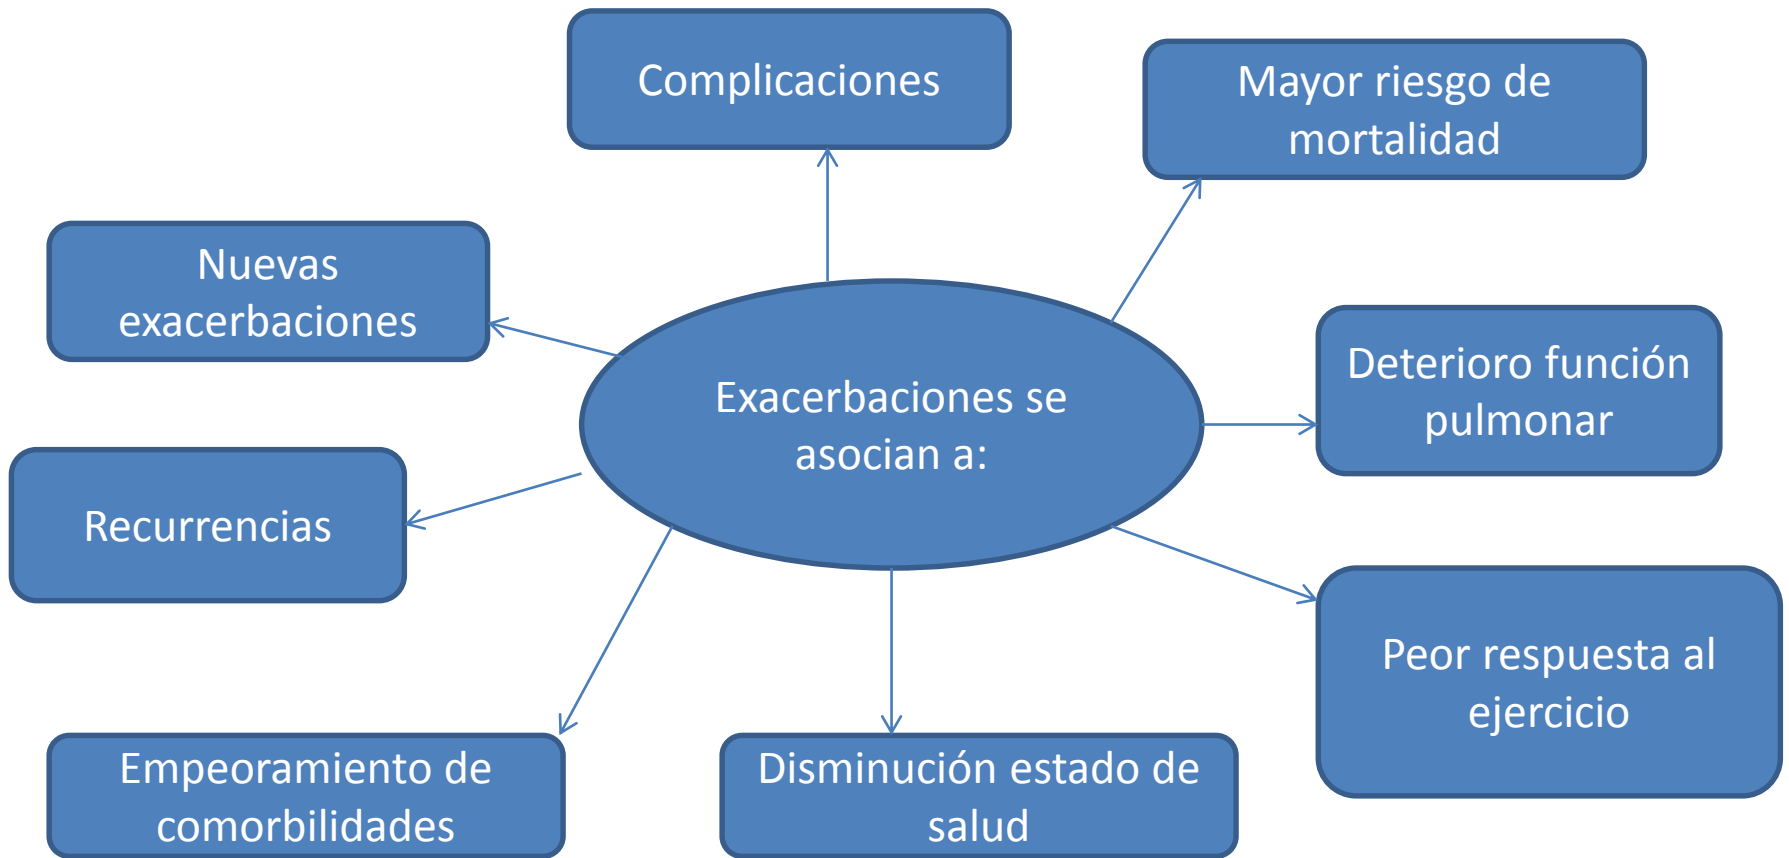 Complicaciones
Mayor riesgo de
mortalidad
Nuevas
exacerbaciones
Deterioro función
pulmonar
Exacerbaciones se
asocian a:
Recurrencias
Peor respuesta al
ejercicio
Empeoramiento de
comorbilidades
Disminución estado de
salud